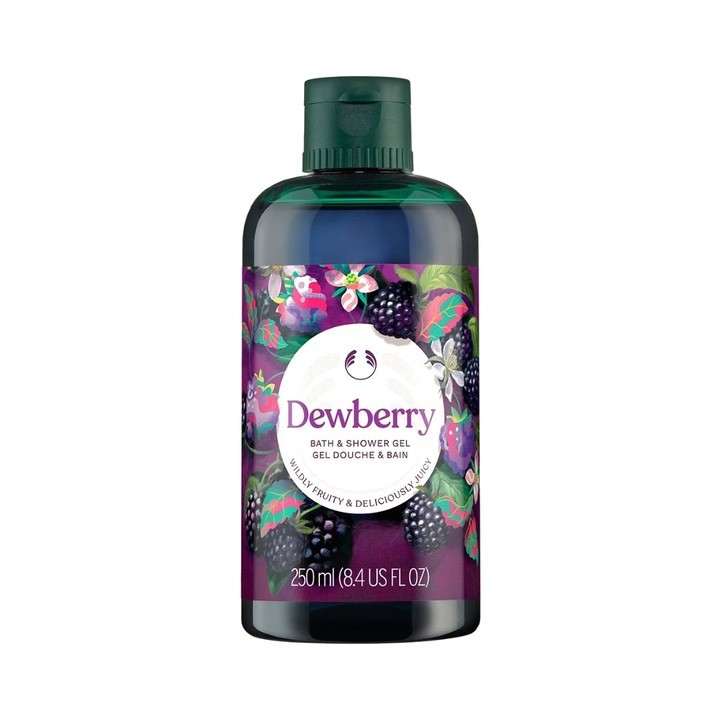 Dewberry
BATH & SHOWER GEL
GEL DOUCHE & BAIN
WILDLY FRUITY & DELICIOUSLY JUICY
250 ml (8.4 US FL OZ)